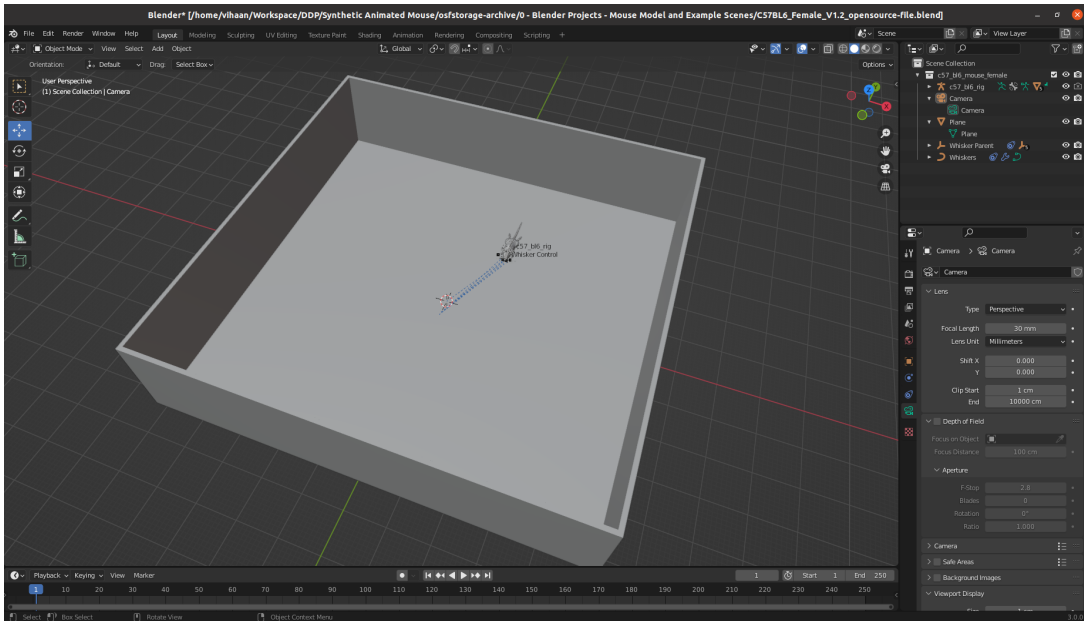 Blender* [/home/vihaan/Workspace/DDP/Synthetic Animated Mouse/osfstorage-archive/0 - Blender Projects - Mouse Model and Example Scenes/C57BL6_Female_V1.2_opensource-file.blend]
File Edit Render Window Help Layout Modeling Sculpting UV Editing Texture Paint Shading Animation Rendering Compositing Scripting + Scene View Layer
Object Mode View Select Add Object Global
Orientation: Default Drag: Select Box Options
User Perspective
(1) Scene Collection | Camera
Z
c57_bl6_rig
Whisker Control
Scene Collection
c57_bl6_mouse_female
c57_bl6_rig
Camera
Camera
Plane
Plane
Whisker Parent
Whiskers
Camera > Camera
Camera
Lens
Type Perspective
Focal Length 30 mm
Lens Unit Millimeters
Shift X 0.000
Y 0.000
Clip Start 1 cm
End 10000 cm
Depth of Field
Focus on Object
Focus Distance 100 cm
Aperture
F-Stop 2.8
Blades 0
Rotation 0°
Ratio 1.000
Camera
Safe Areas
Background Images
Viewport Display
Playback Keying View Marker 1 Start 1 End 250
1 10 20 30 40 50 60 70 80 90 100 110 120 130 140 150 160 170 180 190 200 210 220 230 240 250
Select Box Select Rotate View Object Context Menu 3.0.0